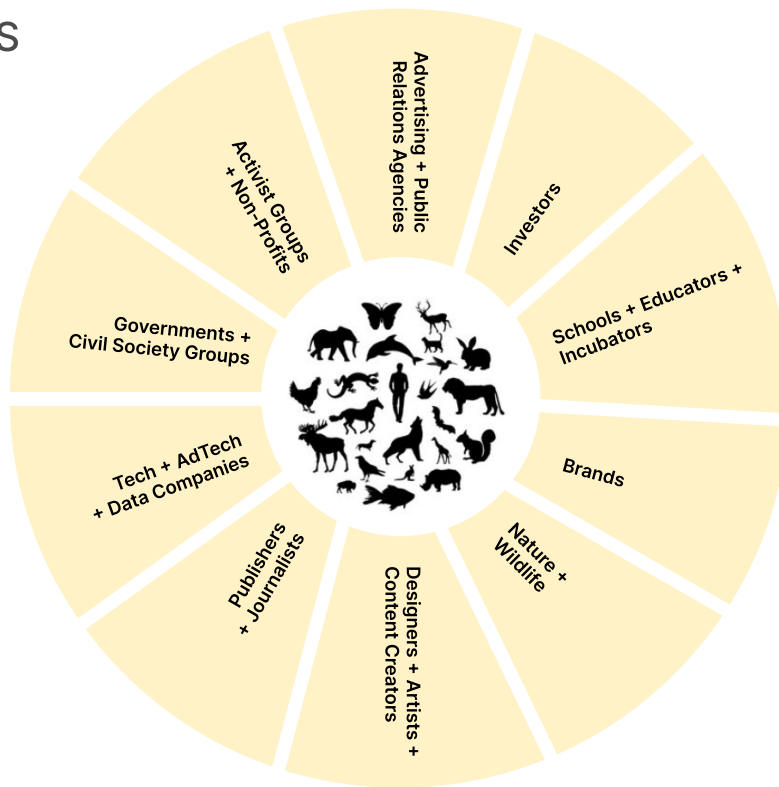 s
Advertising + Public
Relations Agencies
Investors
Schools + Educators +
Incubators
Brands
Nature +
Wildlife
Designers + Artists +
Content Creators
Publishers
+ Journalists
Tech + AdTech
+ Data Companies
Governments +
Civil Society Groups
Activist Groups
+ Non-Profits